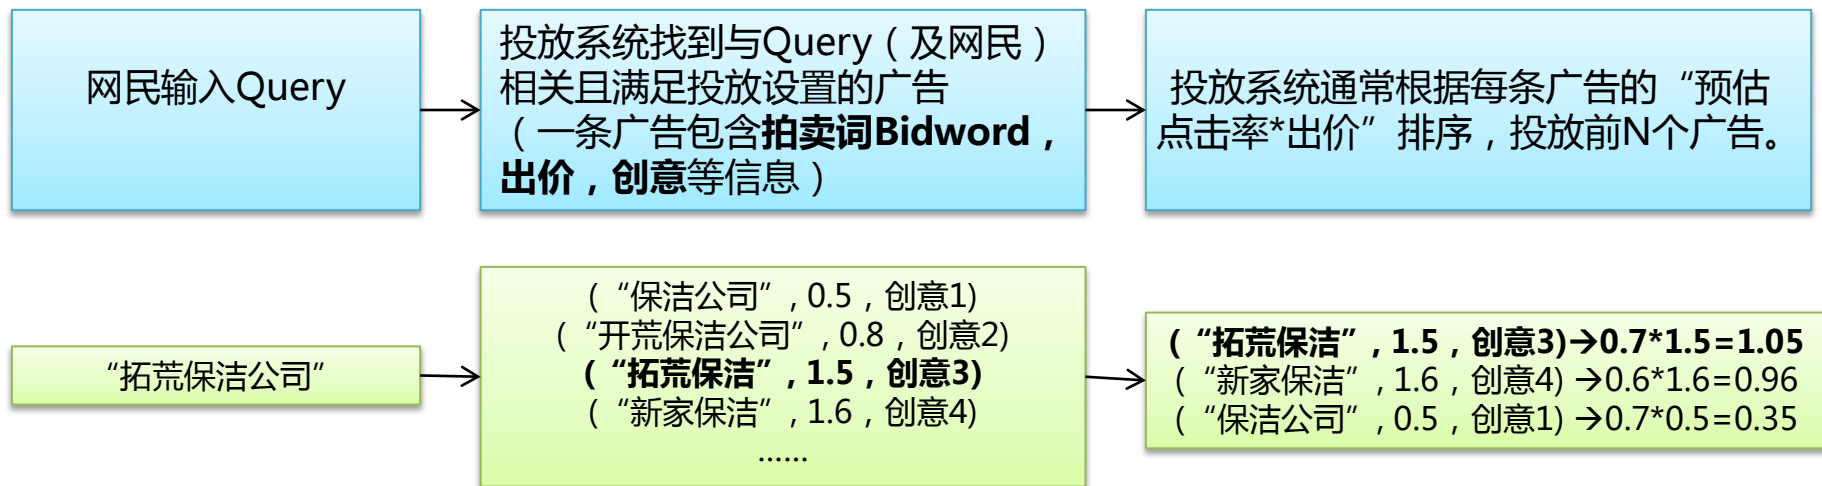 网民输入Query
投放系统找到与Query（及网民）
相关且满足投放设置的广告
（一条广告包含拍卖词Bidword，
出价，创意等信息）
投放系统通常根据每条广告的“预估
点击率*出价”排序，投放前N个广告。
“拓荒保洁公司”
(“保洁公司”, 0.5，创意1)
(“开荒保洁公司”, 0.8，创意2)
(“拓荒保洁”, 1.5，创意3)
(“新家保洁”, 1.6，创意4)
……
(“拓荒保洁”, 1.5，创意3)→0.7*1.5=1.05
(“新家保洁”, 1.6，创意4) →0.6*1.6=0.96
(“保洁公司”, 0.5，创意1) →0.7*0.5=0.35